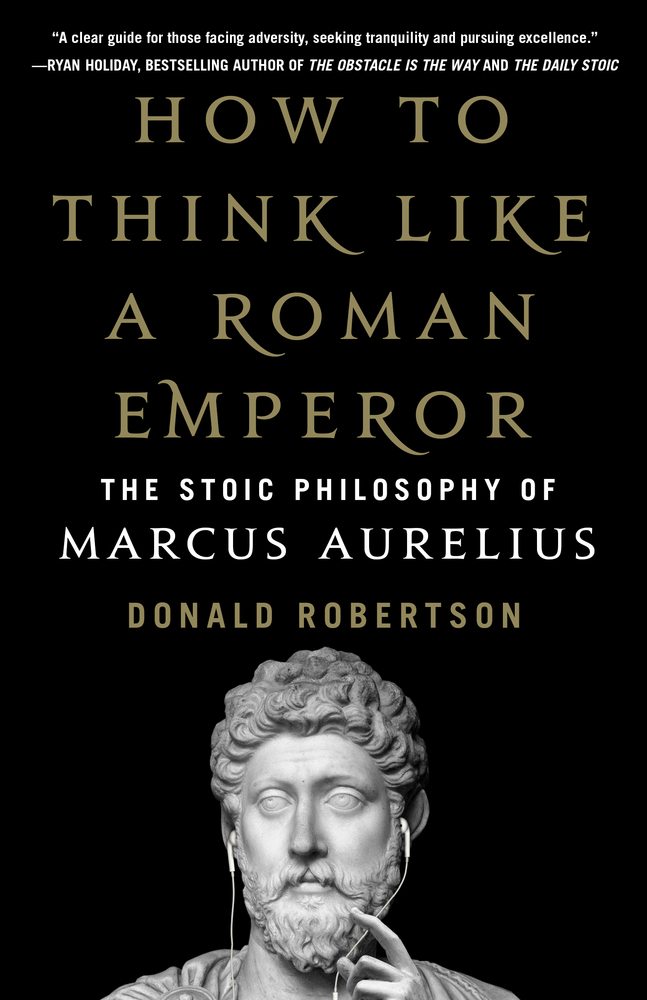 “A clear guide for those facing adversity, seeking tranquility and pursuing excellence.”
—RYAN HOLIDAY, BESTSELLING AUTHOR OF THE OBSTACLE IS THE WAY AND THE DAILY STOIC
HOW TO
THINK LIKE
A ROMAN
EMPEROR
THE STOIC PHILOSOPHY OF
MARCUS AURELIUS
DONALD ROBERTSON